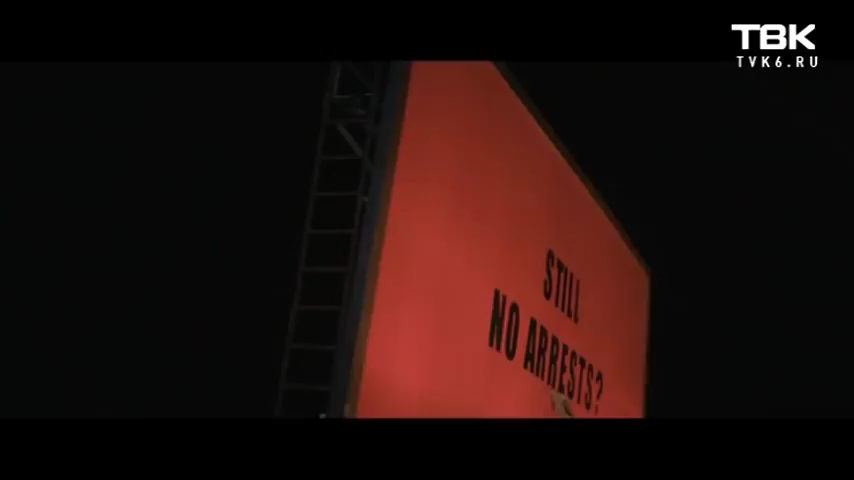 ТВК
TVK6.RU
STILL
NO ARRESTS?